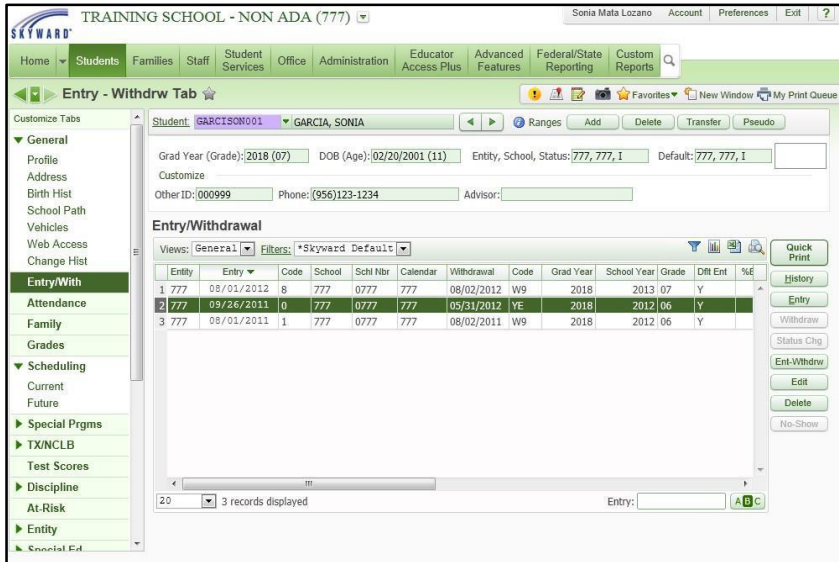 SKYWARD
TRAINING SCHOOL - NON ADA (777)
Sonia Mata Lozano Account Preferences Exit ?
Home Students Families Staff Student Services Office Administration Educator Access Plus Advanced Features Federal/State Reporting Custom Reports
Entry - Withdrw Tab
Favorites New Window My Print Queue
Customize Tabs
General
Profile
Address
Birth Hist
School Path
Vehicles
Web Access
Change Hist
Entry/With
Attendance
Family
Grades
Scheduling
Current
Future
Special Prgms
TX/NCLB
Test Scores
Discipline
At-Risk
Entity
Special Ed
Student: GARCISON001 GARCIA, SONIA Ranges Add Delete Transfer Pseudo
Grad Year (Grade): 2018 (07) DOB (Age): 02/20/2001 (11) Entity, School, Status: 777, 777, I Default: 777, 777, I
Customize
Other ID: 000999 Phone: (956)123-1234 Advisor:
Entry/Withdrawal
Views: General Filters: *Skyward Default
Entity Entry Code School Schl Nbr Calendar Withdrawal Code Grad Year School Year Grade Dflt Ent %E
1 777 08/01/2012 8 777 0777 777 08/02/2012 W9 2018 2013 07 Y
2 777 09/26/2011 0 777 0777 777 05/31/2012 YE 2018 2012 06 Y
3 777 08/01/2011 1 777 0777 777 08/02/2011 W9 2018 2012 06 Y
20 3 records displayed Entry: A B C
Quick Print
History
Entry
Withdraw
Status Chg
Ent-Wthdrw
Edit
Delete
No-Show